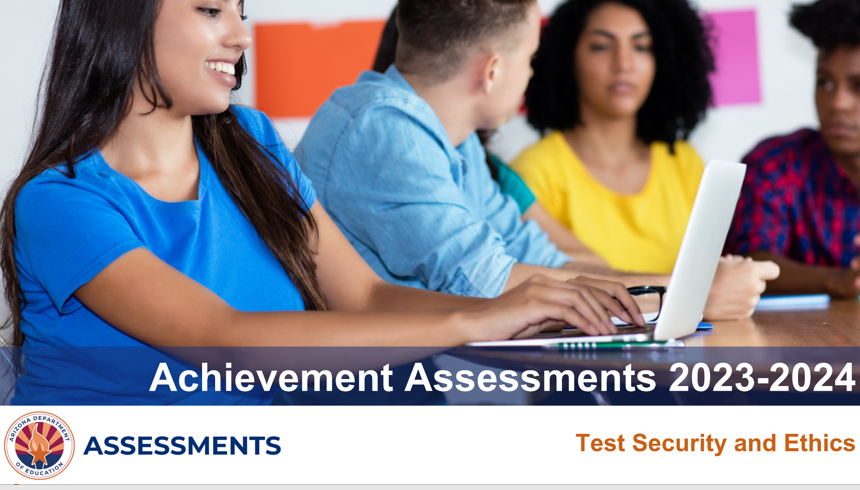 Achievement Assessments 2023-2024
ARIZONA DEPARTMENT
OF EDUCATION
ASSESSMENTS
Test Security and Ethics